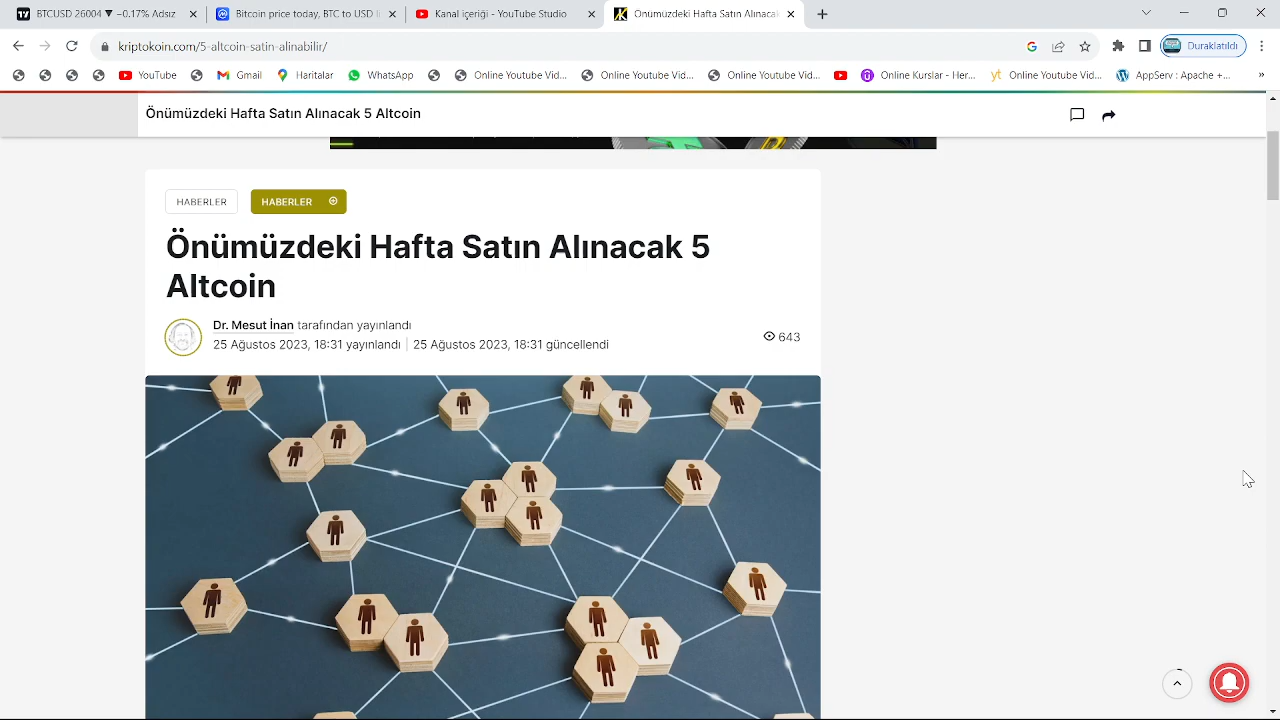 BTCUSD 26004 ▼ −0.17% Adsız
Bitcoin price today, BTC to USD li
Kanal içeriği - YouTube Studio
Önümüzdeki Hafta Satın Alınacak
kriptokoin.com/5-altcoin-satin-alinabilir/
Duraklatıldı
YouTube
Gmail
Haritalar
WhatsApp
Online Youtube Vid...
Online Youtube Vid...
Online Youtube Vid...
Online Kurslar - Her...
Online Youtube Vid...
AppServ : Apache +...
»
Önümüzdeki Hafta Satın Alınacak 5 Altcoin
HABERLER
HABERLER
Önümüzdeki Hafta Satın Alınacak 5
Altcoin
Dr. Mesut İnan tarafından yayınlandı
25 Ağustos 2023, 18:31 yayınlandı | 25 Ağustos 2023, 18:31 güncellendi
643